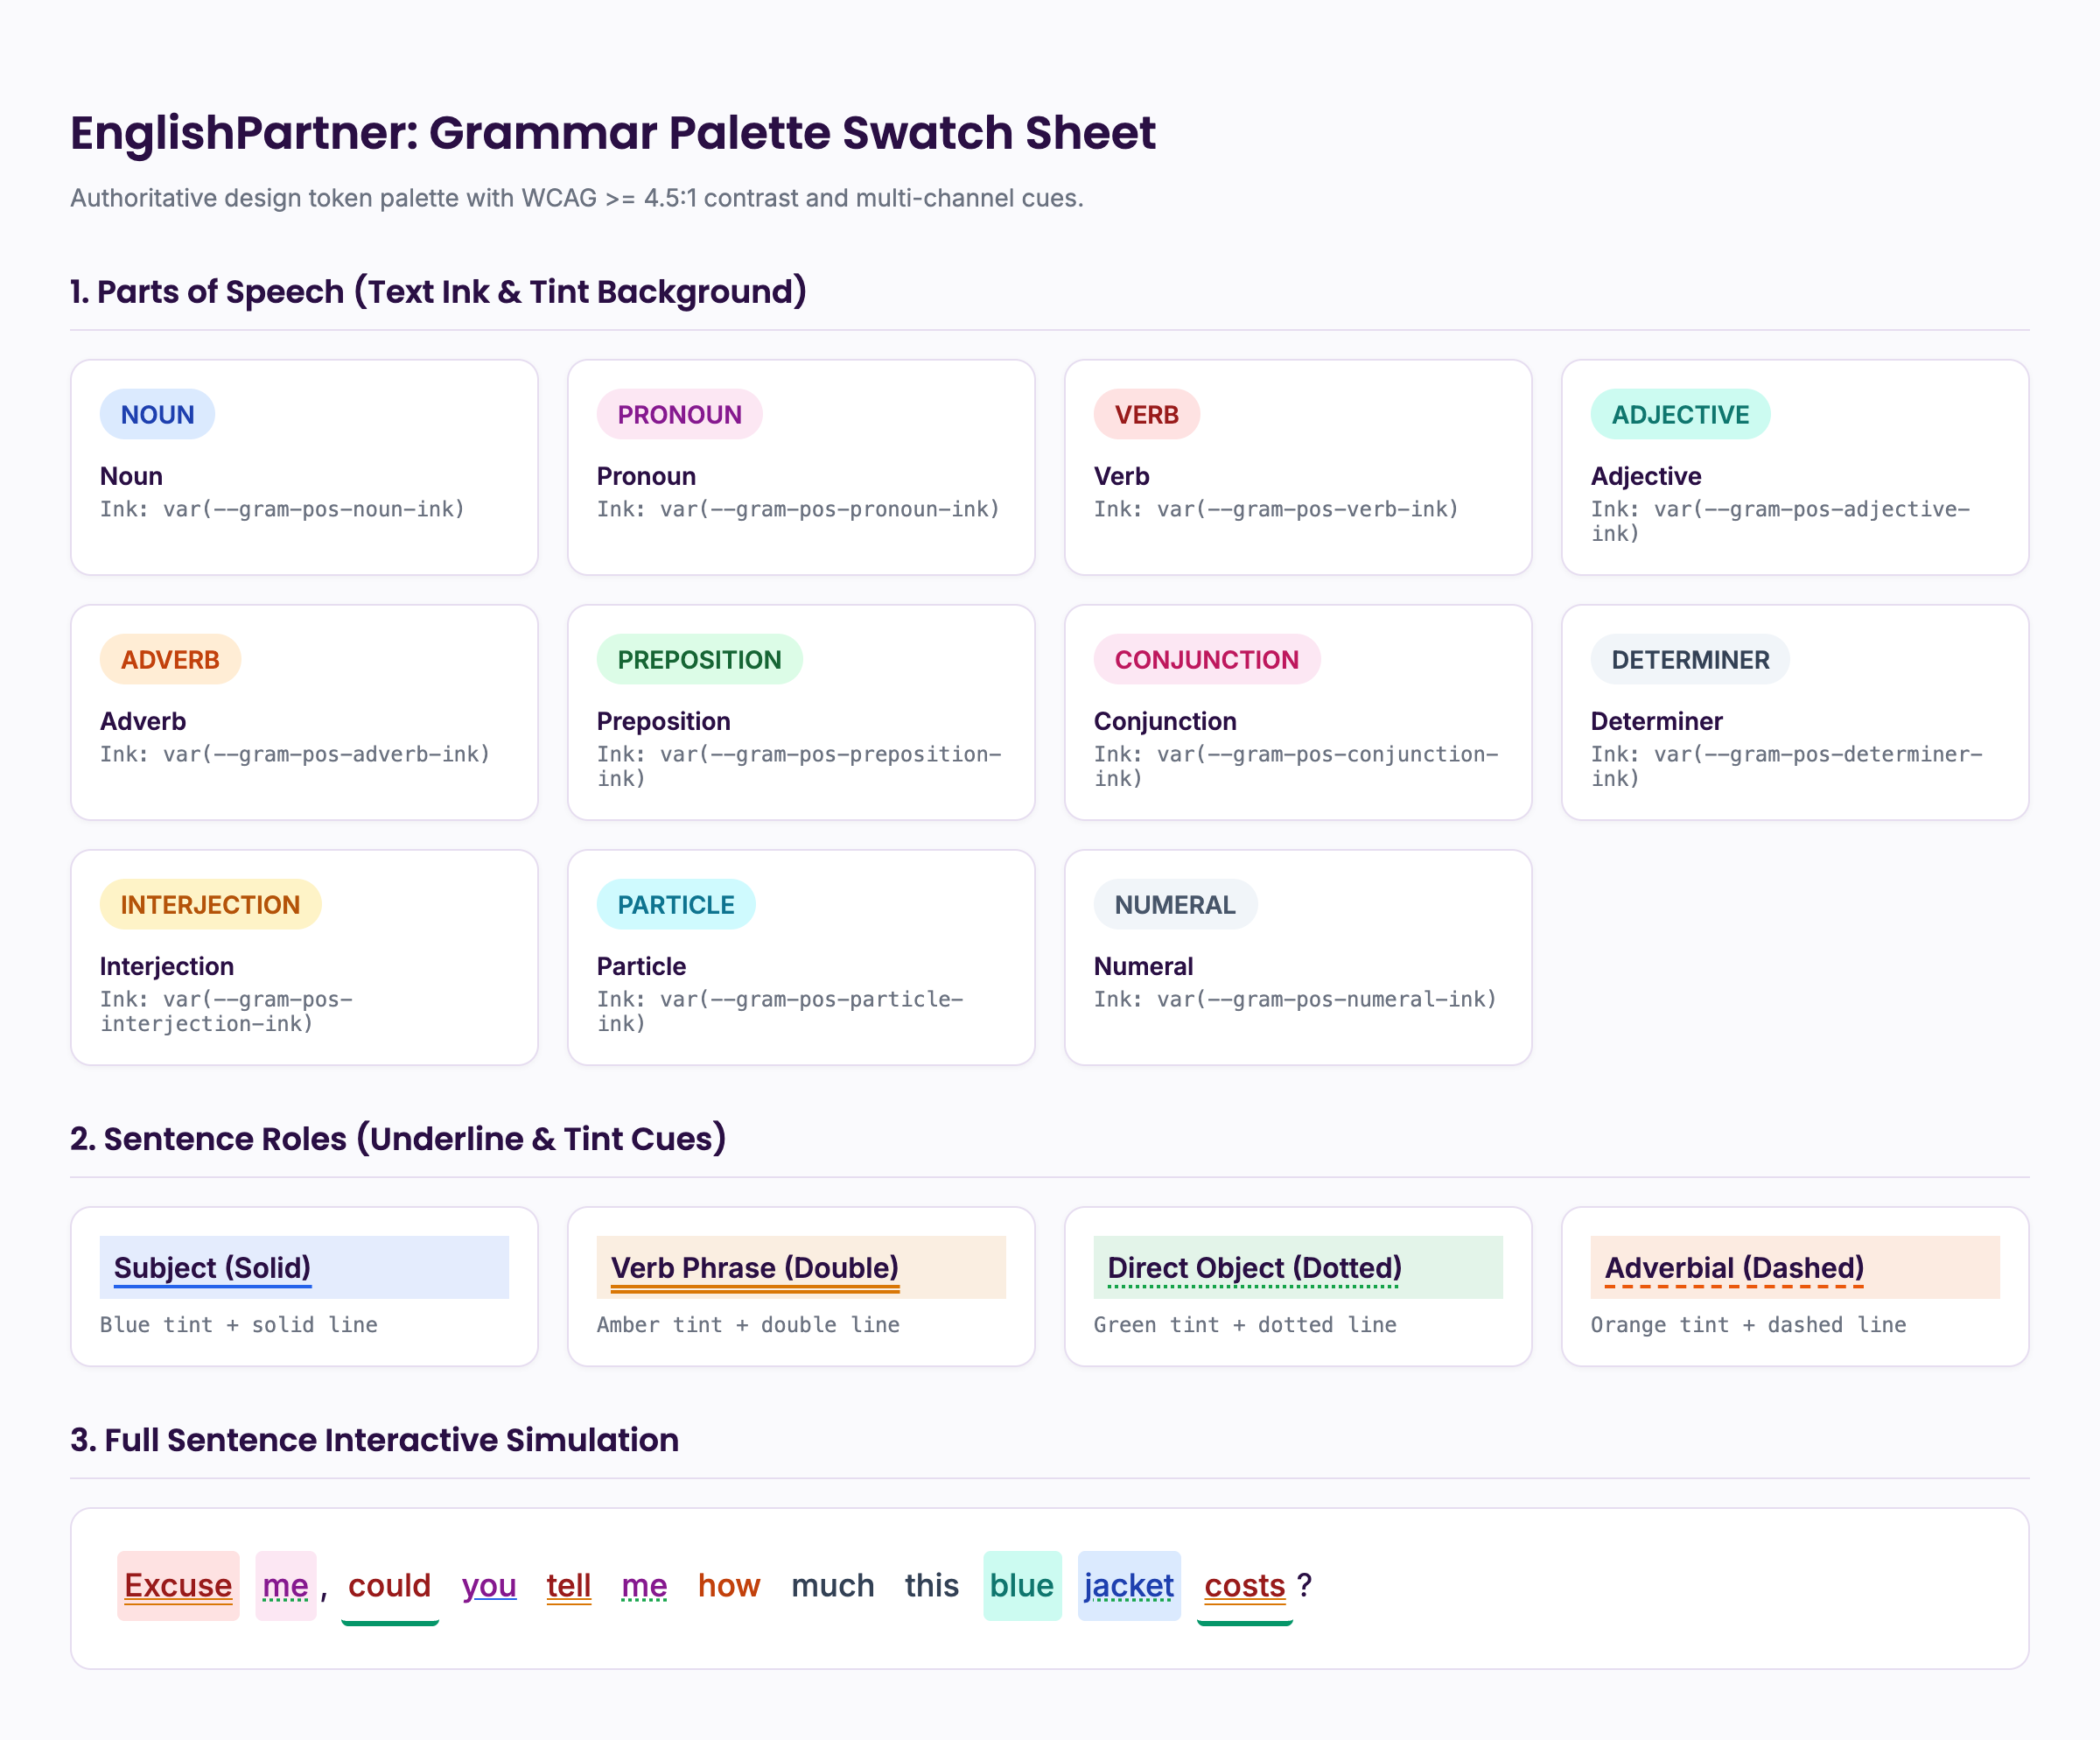 EnglishPartner: Grammar Palette Swatch Sheet
Authoritative design token palette with WCAG >= 4.5:1 contrast and multi-channel cues.
1. Parts of Speech (Text Ink & Tint Background)
NOUN
Noun
Ink: var(--gram-pos-noun-ink)
PRONOUN
Pronoun
Ink: var(--gram-pos-pronoun-ink)
VERB
Verb
Ink: var(--gram-pos-verb-ink)
ADJECTIVE
Adjective
Ink: var(--gram-pos-adjective-
ink)
ADVERB
Adverb
Ink: var(--gram-pos-adverb-ink)
PREPOSITION
Preposition
Ink: var(--gram-pos-preposition-
ink)
CONJUNCTION
Conjunction
Ink: var(--gram-pos-conjunction-
ink)
DETERMINER
Determiner
Ink: var(--gram-pos-determiner-
ink)
INTERJECTION
Interjection
Ink: var(--gram-pos-
interjection-ink)
PARTICLE
Particle
Ink: var(--gram-pos-particle-
ink)
NUMERAL
Numeral
Ink: var(--gram-pos-numeral-ink)
2. Sentence Roles (Underline & Tint Cues)
Subject (Solid)
Blue tint + solid line
Verb Phrase (Double)
Amber tint + double line
Direct Object (Dotted)
Green tint + dotted line
Adverbial (Dashed)
Orange tint + dashed line
3. Full Sentence Interactive Simulation
Excuse me, could you tell me how much this blue jacket costs?